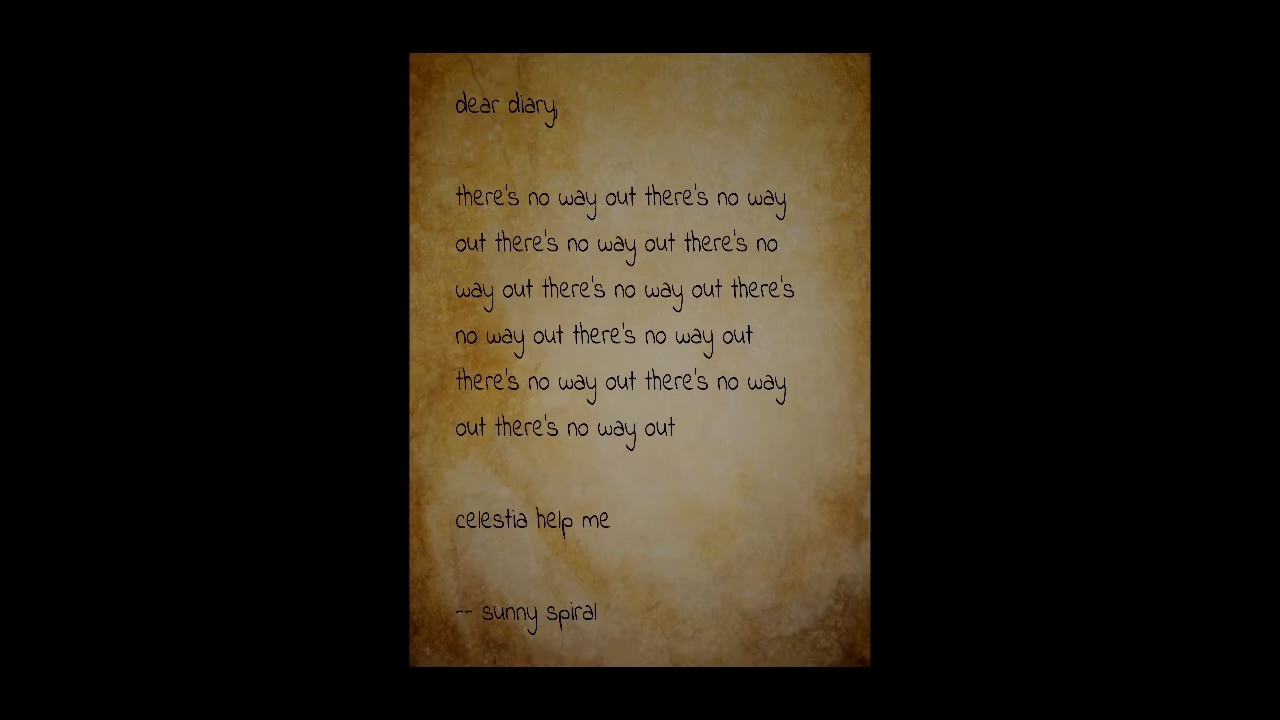 dear diary,
there's no way out there's no way
out there's no way out there's no
way out there's no way out there's
no way out there's no way out
there's no way out there's no way
out there's no way out
celestia help me
-- sunny spiral